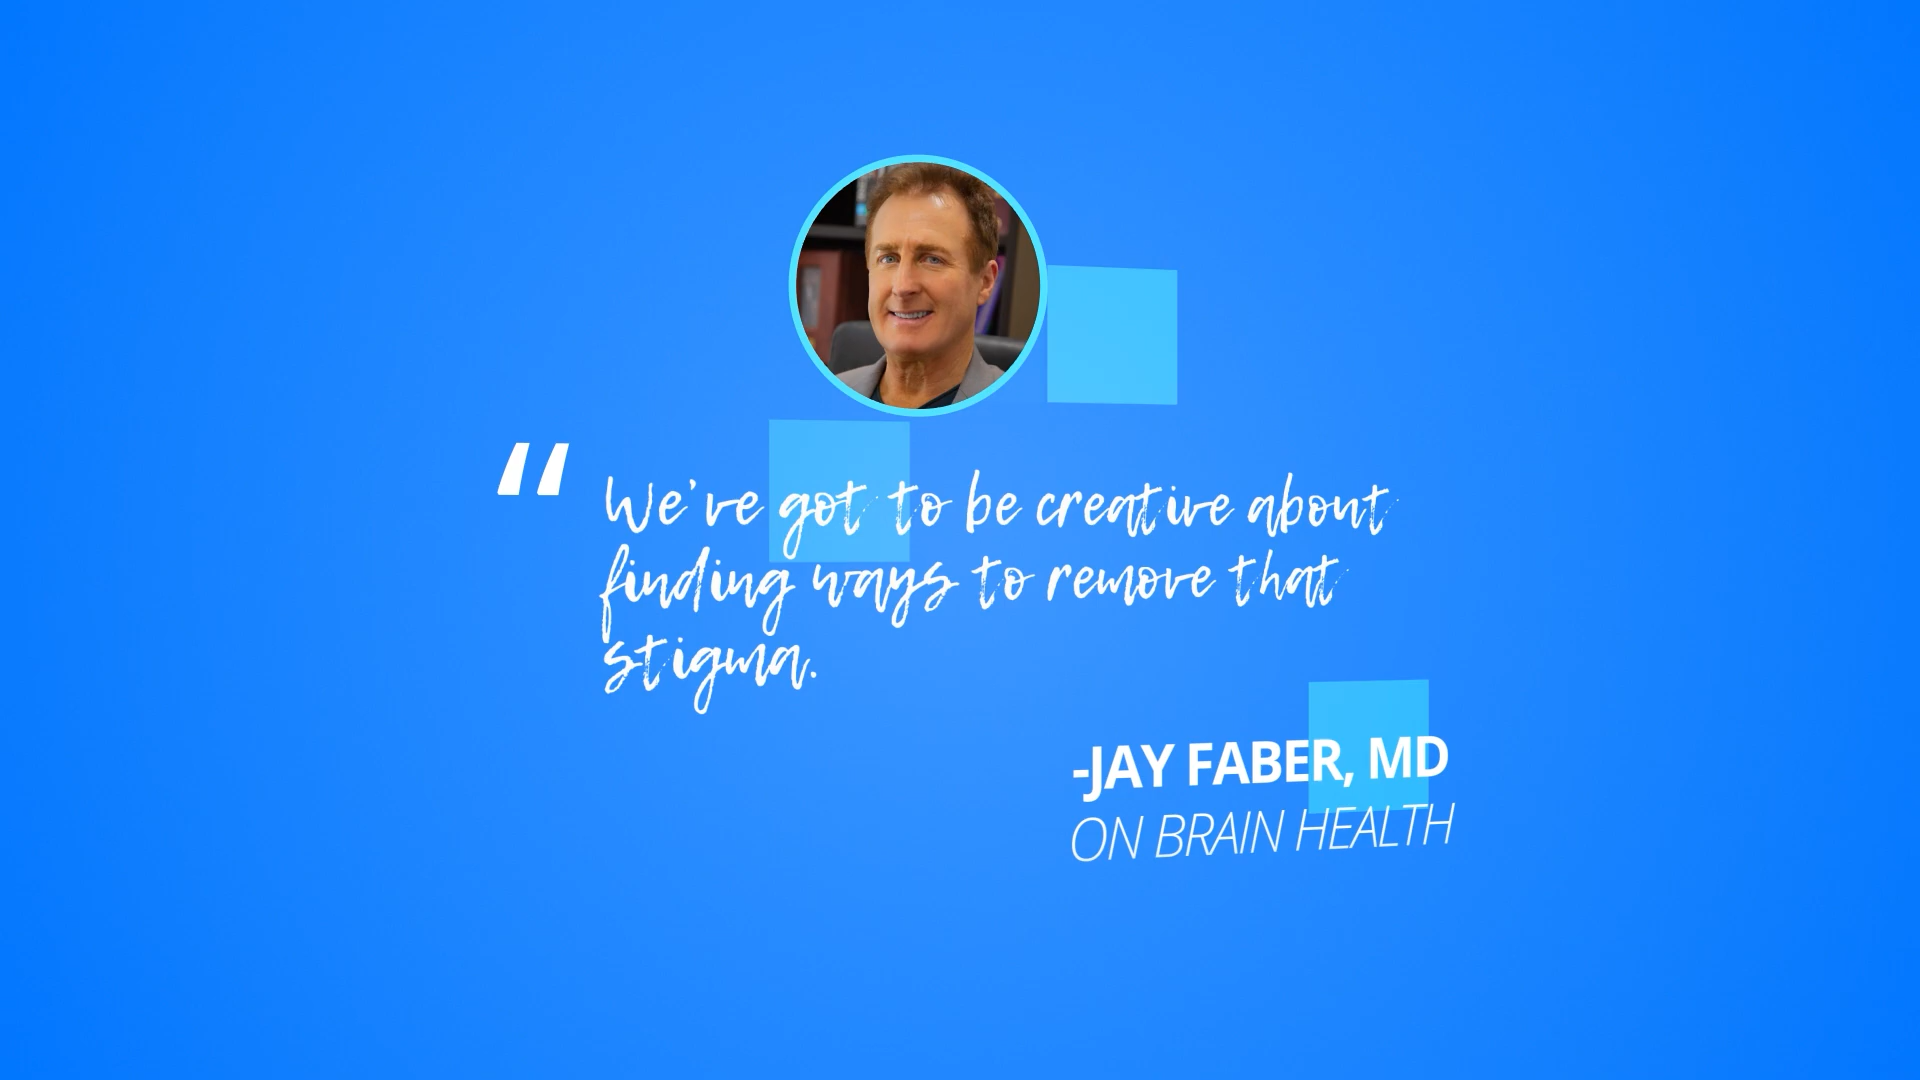 “ We’ve got to be creative about
finding ways to remove that
stigma.
-JAY FABER, MD
ON BRAIN HEALTH